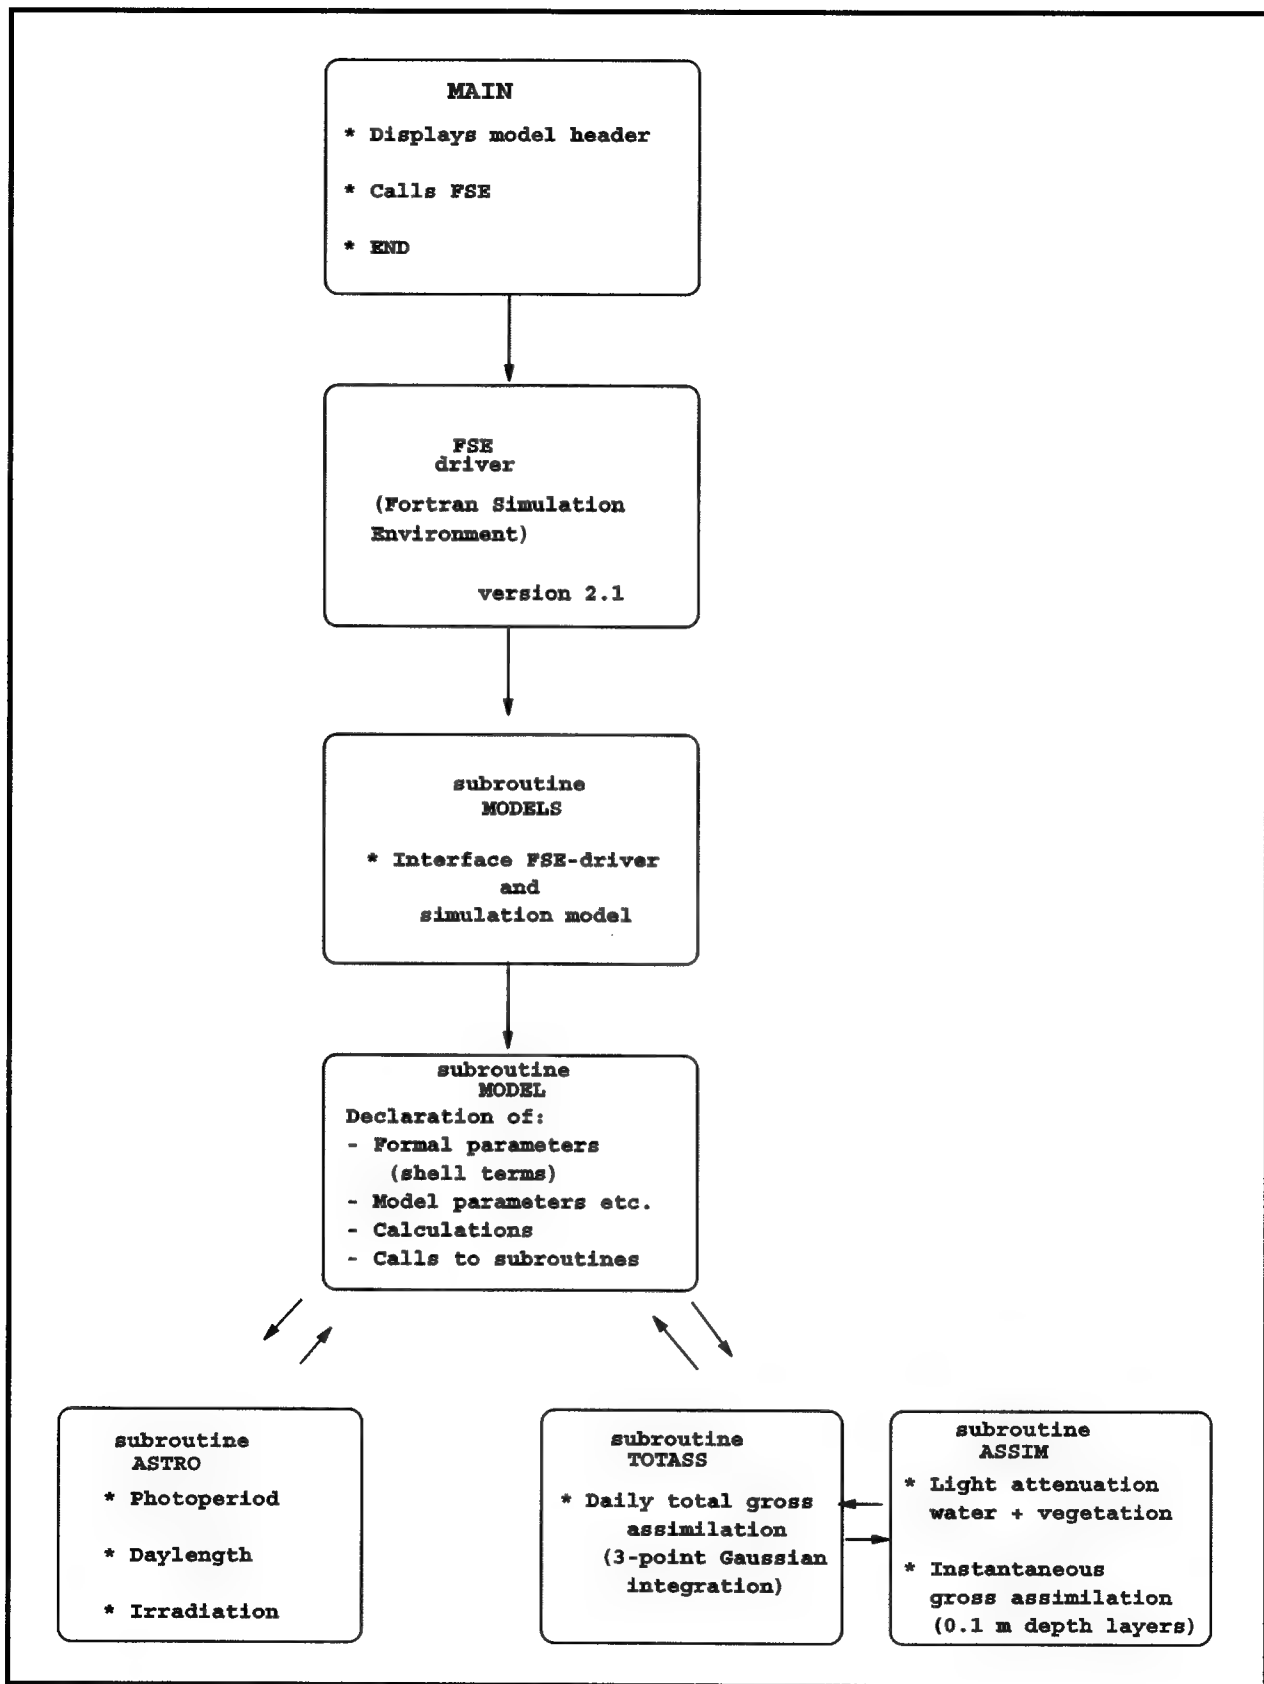 MAIN
* Displays model header
* Calls FSE
* END
FSE
driver
(Fortran Simulation
Environment)
version 2.1
subroutine
MODELS
* Interface FSE-driver
and
simulation model
subroutine
MODEL
Declaration of:
- Formal parameters
(shell terms)
- Model parameters etc.
- Calculations
- Calls to subroutines
subroutine
ASTRO
* Photoperiod
* Daylength
* Irradiation
subroutine
TOTASS
* Daily total gross
assimilation
(3-point Gaussian
integration)
subroutine
ASSIM
* Light attenuation
water + vegetation
* Instantaneous
gross assimilation
(0.1 m depth layers)